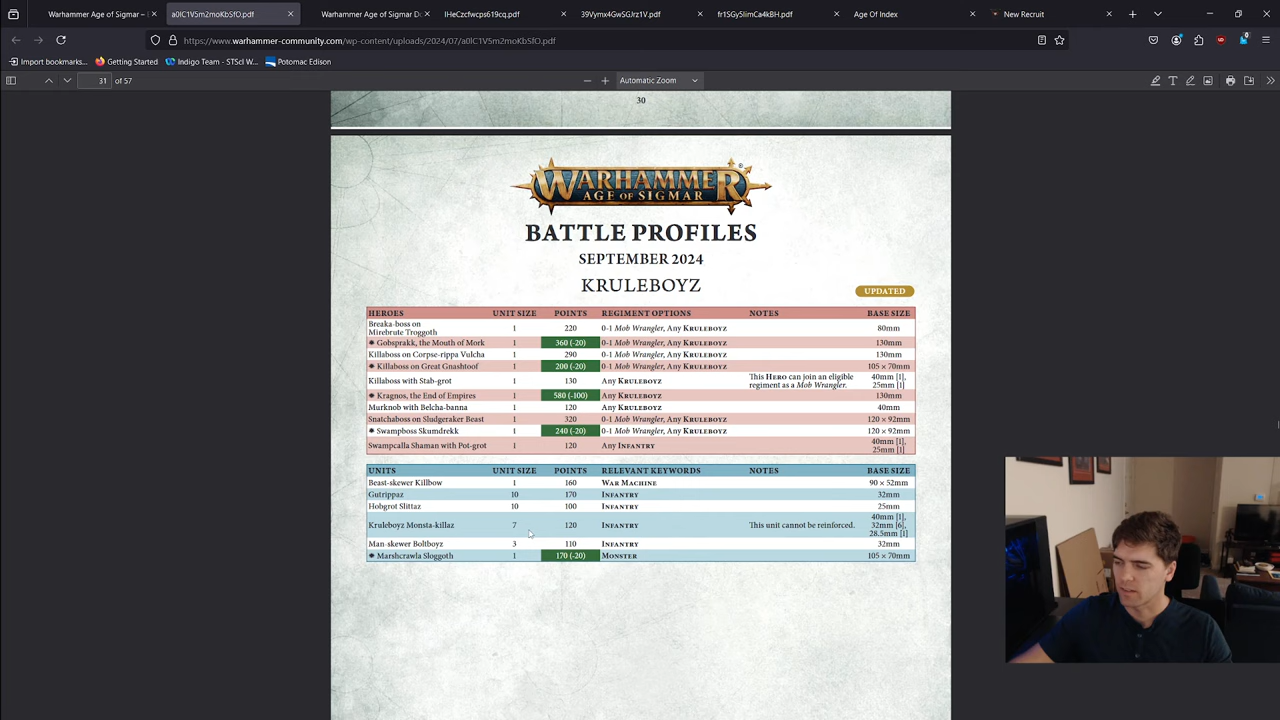 Warhammer Age of Sigmar –
a0lC1V5m2moKbSfO.pdf
Warhammer Age of Sigmar Do
IHeCzcfwcps619cq.pdf
39Vymx4GwSGJrz1V.pdf
fr1SGy5limCa4kBH.pdf
Age Of Index
New Recruit
https://www.warhammer-community.com/wp-content/uploads/2024/07/a0lC1V5m2moKbSfO.pdf
Import bookmarks...
Getting Started
Indigo Team - STScI W...
Potomac Edison
31 of 57
Automatic Zoom
30
WARHAMMER
AGE OF SIGMAR
BATTLE PROFILES
SEPTEMBER 2024
KRULEBOYZ
UPDATED
HEROES UNIT SIZE POINTS REGIMENT OPTIONS NOTES BASE SIZE
Breaka-boss on Mirebrute Troggoth 1 220 0-1 Mob Wrangler, Any KRULEBOYZ 80mm
Gobsprakk, the Mouth of Mork 1 360 (-20) 0-1 Mob Wrangler, Any KRULEBOYZ 130mm
Killaboss on Corpse-rippa Vulcha 1 290 0-1 Mob Wrangler, Any KRULEBOYZ 130mm
Killaboss on Great Gnashtoof 1 200 (-20) 0-1 Mob Wrangler, Any KRULEBOYZ 105 x 70mm
Killaboss with Stab-grot 1 130 Any KRULEBOYZ This HERO can join an eligible regiment as a Mob Wrangler. 40mm [1], 25mm [1]
Kragnos, the End of Empires 1 580 (-100) Any KRULEBOYZ 130mm
Murknob with Belcha-banna 1 120 Any KRULEBOYZ 40mm
Snatchaboss on Sludgeraker Beast 1 320 0-1 Mob Wrangler, Any KRULEBOYZ 120 × 92mm
Swampboss Skumdrekk 1 240 (-20) 0-1 Mob Wrangler, Any KRULEBOYZ 120 × 92mm
Swampcalla Shaman with Pot-grot 1 120 Any INFANTRY 40mm [1], 25mm [1]
UNITS UNIT SIZE POINTS RELEVANT KEYWORDS NOTES BASE SIZE
Beast-skewer Killbow 1 160 WAR MACHINE 90 × 52mm
Gutrippaz 10 170 INFANTRY 32mm
Hobgrot Slittaz 10 100 INFANTRY 25mm
Kruleboyz Monsta-killaz 7 120 INFANTRY This unit cannot be reinforced. 40mm [1], 32mm [6], 28.5mm [1]
Man-skewer Boltboyz 3 110 INFANTRY 32mm
Marshcrawla Sloggoth 1 170 (-20) MONSTER 105 × 70mm